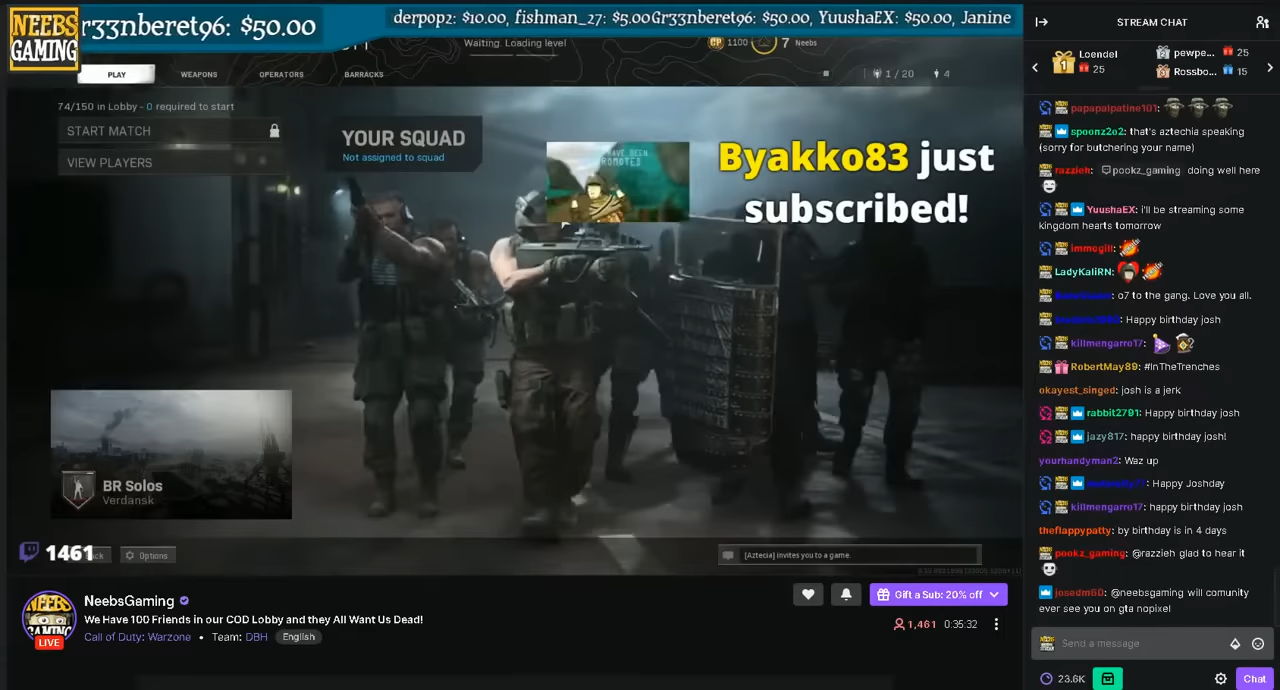 NEEBS
GAMING
r33nberet96: $50.00
derpop2: $10.00, fishman_27: $5.00Gr33nberet96: $50.00, YuushaEX: $50.00, Janine
Waiting. Loading level
CP 1100
7 Neebs
PLAY
WEAPONS
OPERATORS
BARRACKS
1 / 20
4
74/150 in Lobby - 0 required to start
START MATCH
VIEW PLAYERS
YOUR SQUAD
Not assigned to squad
HAVE BEEN
PROMOTED
Byakko83 just
subscribed!
BR Solos
Verdansk
1461
Options
[Aztecia] invites you to a game.
NeebsGaming
We Have 100 Friends in our COD Lobby and they All Want Us Dead!
Call of Duty: Warzone • Team: DBH English
LIVE
Gift a Sub: 20% off
1,461 0:35:32
STREAM CHAT
1 Loendel
25
pewpe... 25
Rossbo... 15
papapalpatine101:
spoonz2o2: that's aztechia speaking
(sorry for butchering your name)
razzieh: pookz_gaming doing well here
YuushaEX: i'll be streaming some
kingdom hearts tomorrow
immogill:
LadyKaliRN:
: o7 to the gang. Love you all.
: Happy birthday josh
killmengarro17:
RobertMay89: #InTheTrenches
okayest_singed: josh is a jerk
rabbit2791: Happy birthday josh
jazy817: happy birthday josh!
yourhandyman2: Waz up
: Happy Joshday
killmengarro17: happy birthday josh
theflappypatty: by birthday is in 4 days
pookz_gaming: @razzieh glad to hear it
josedm60: @neebsgaming will comunity
ever see you on gta nopixel
Send a message
23.6K
Chat